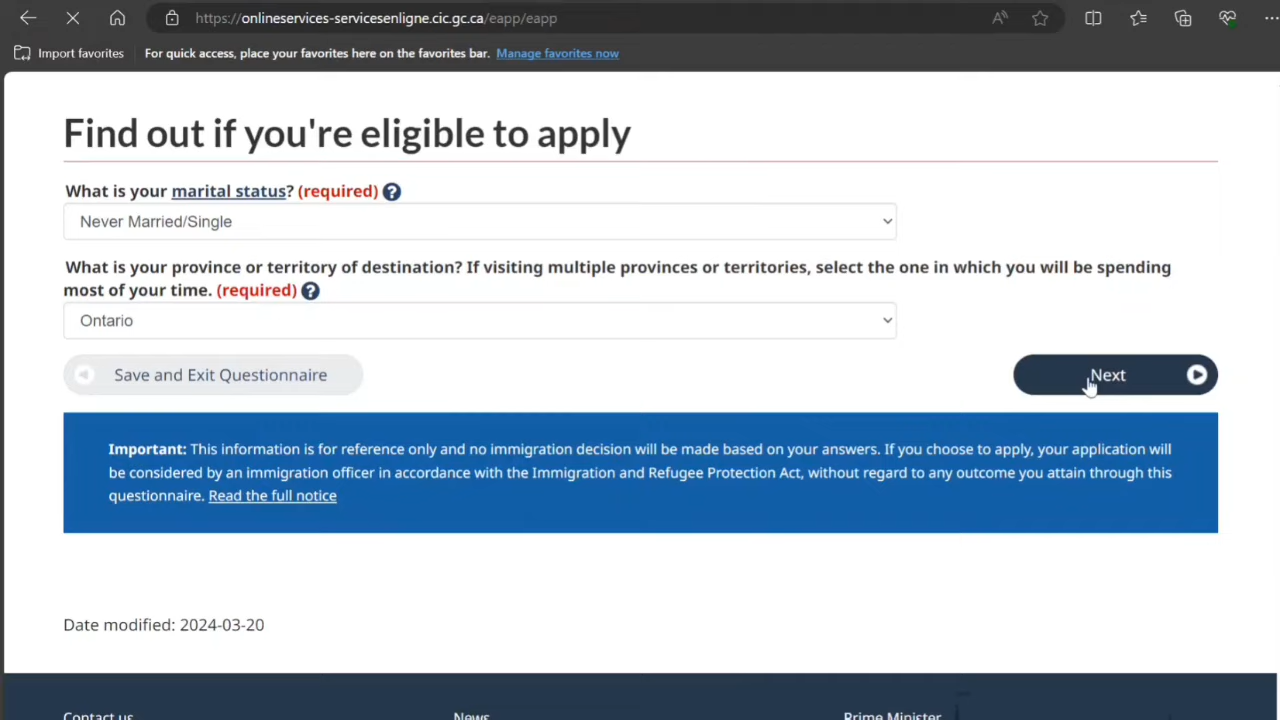 https://onlineservices-servicesenligne.cic.gc.ca/eapp/eapp
Import favorites
For quick access, place your favorites here on the favorites bar. Manage favorites now
Find out if you're eligible to apply
What is your marital status? (required)
Never Married/Single
What is your province or territory of destination? If visiting multiple provinces or territories, select the one in which you will be spending
most of your time. (required)
Ontario
Save and Exit Questionnaire
Next
Important: This information is for reference only and no immigration decision will be made based on your answers. If you choose to apply, your application will
be considered by an immigration officer in accordance with the Immigration and Refugee Protection Act, without regard to any outcome you attain through this
questionnaire. Read the full notice
Date modified: 2024-03-20
Contact us
News
Prime Minister